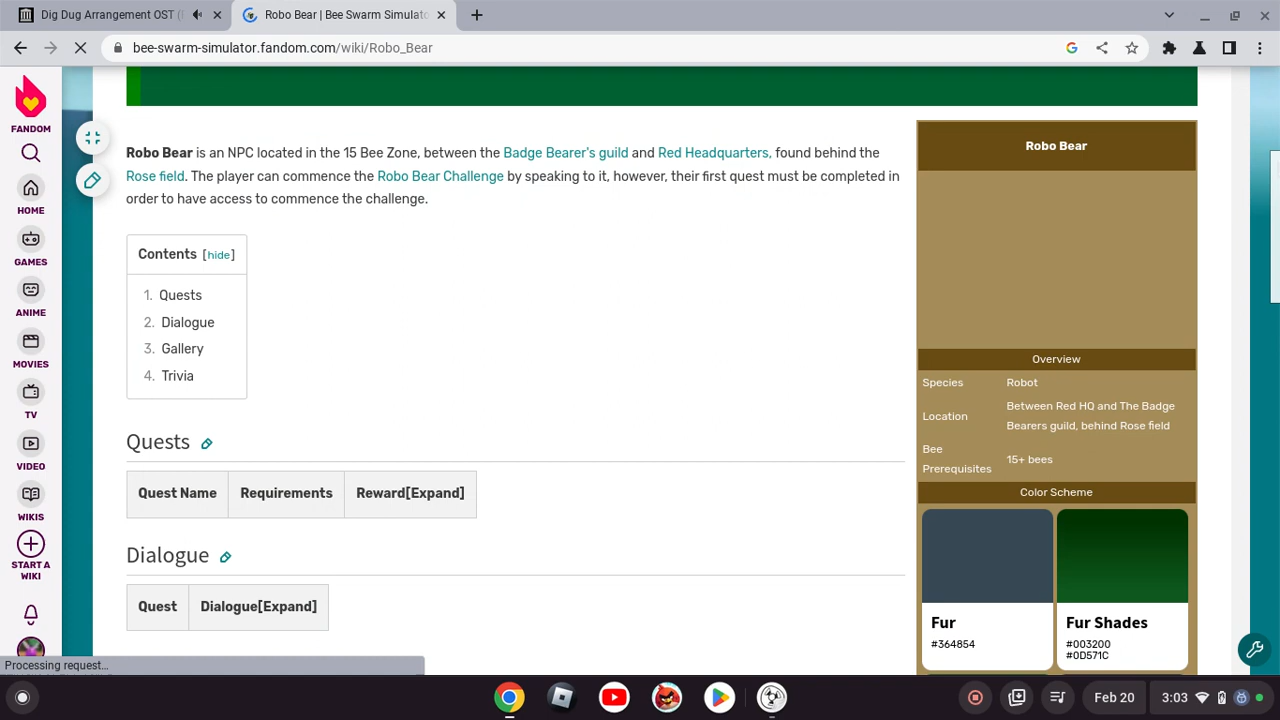 Dig Dug Arrangement OST (
Robo Bear | Bee Swarm Simulato
bee-swarm-simulator.fandom.com/wiki/Robo_Bear
FANDOM
HOME
GAMES
ANIME
MOVIES
TV
VIDEO
WIKIS
START A
WIKI
Robo Bear is an NPC located in the 15 Bee Zone, between the Badge Bearer's guild and Red Headquarters, found behind the
Rose field. The player can commence the Robo Bear Challenge by speaking to it, however, their first quest must be completed in
order to have access to commence the challenge.
Contents [hide]
1. Quests
2. Dialogue
3. Gallery
4. Trivia
Quests
Quest Name Requirements Reward[Expand]
Dialogue
Quest Dialogue[Expand]
Robo Bear
Overview
Species Robot
Location Between Red HQ and The Badge
Bearers guild, behind Rose field
Bee
Prerequisites 15+ bees
Color Scheme
Fur
#364854
Fur Shades
#003200
#0D571C
Processing request...
Feb 20 3:03